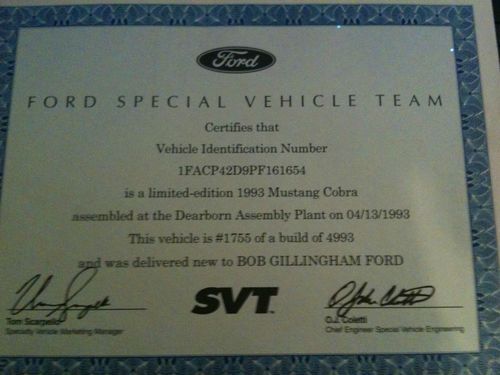 Ford
FORD SPECIAL VEHICLE TEAM
Certifies that
Vehicle Identification Number
1FACP42D9PF161654
is a limited-edition 1993 Mustang Cobra
assembled at the Dearborn Assembly Plant on 04/13/1993
This vehicle is #1755 of a build of 4993
and was delivered new to BOB GILLINGHAM FORD
SVT
Tom Scarpello
Specialty Vehicle Marketing Manager
O.J. Coletti
Chief Engineer Special Vehicle Engineering